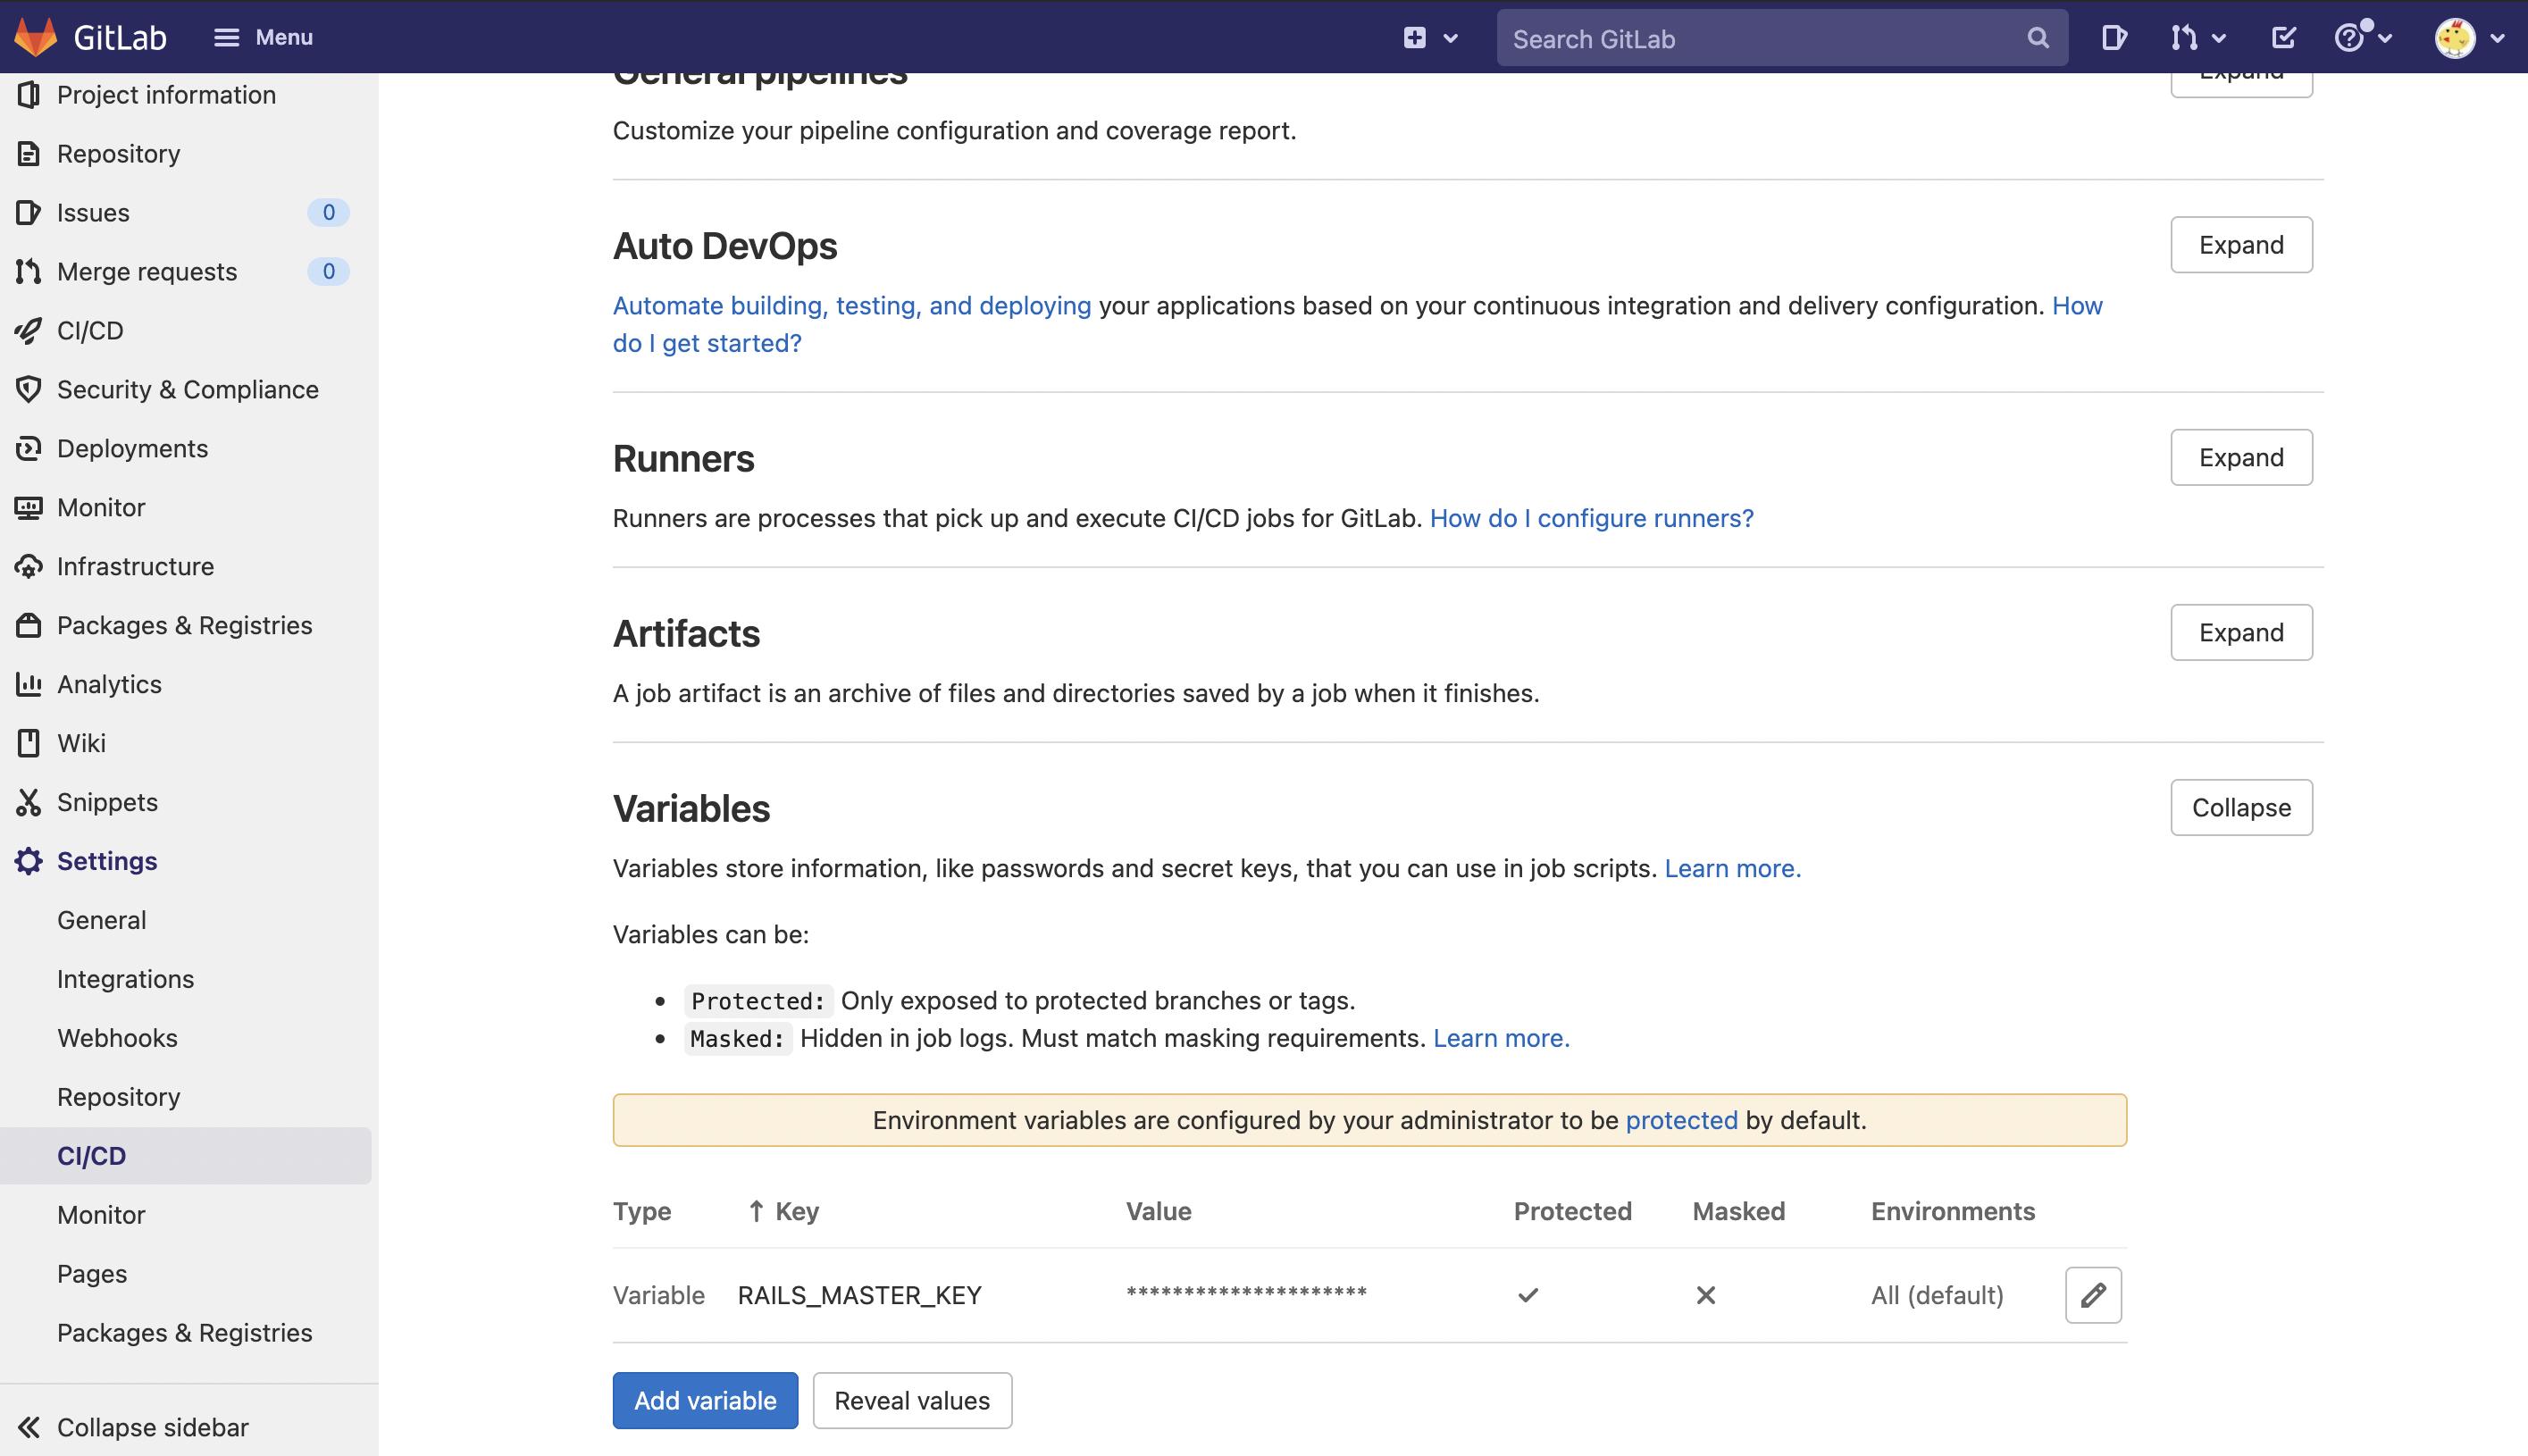 GitLab
Menu
Search GitLab
Project information
Repository
Issues 0
Merge requests 0
CI/CD
Security & Compliance
Deployments
Monitor
Infrastructure
Packages & Registries
Analytics
Wiki
Snippets
Settings
General
Integrations
Webhooks
Repository
CI/CD
Monitor
Pages
Packages & Registries
Collapse sidebar
General pipelines
Expand
Customize your pipeline configuration and coverage report.
Auto DevOps
Expand
Automate building, testing, and deploying your applications based on your continuous integration and delivery configuration. How
do I get started?
Runners
Expand
Runners are processes that pick up and execute CI/CD jobs for GitLab. How do I configure runners?
Artifacts
Expand
A job artifact is an archive of files and directories saved by a job when it finishes.
Variables
Collapse
Variables store information, like passwords and secret keys, that you can use in job scripts. Learn more.
Variables can be:
• Protected: Only exposed to protected branches or tags.
• Masked: Hidden in job logs. Must match masking requirements. Learn more.
Environment variables are configured by your administrator to be protected by default.
Type ↑ Key Value Protected Masked Environments
Variable RAILS_MASTER_KEY ********************* ✓ ✕ All (default)
Add variable Reveal values